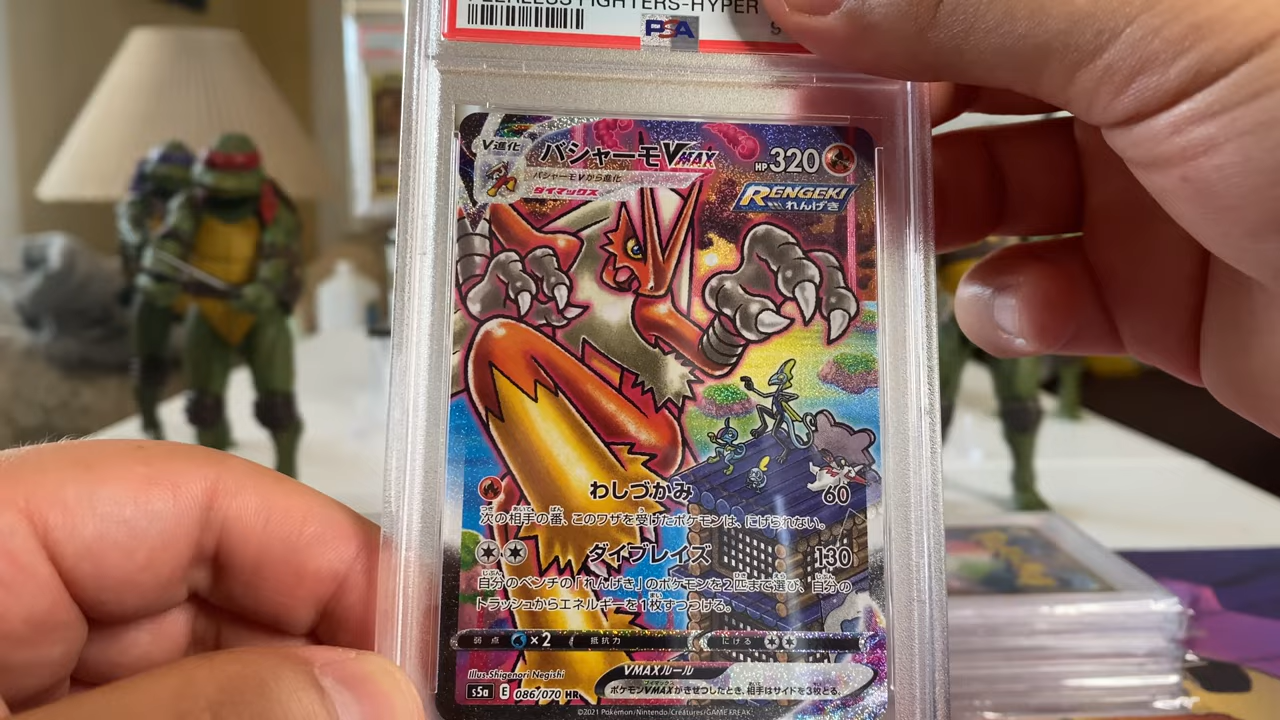 PEERLESS FIGHTERS-HYPER
PSA
V進化
バシャーモVMAX
HP 320
バシャーモVから進化
ダイマックス
RENGEKI
れんげき
わしづかみ 60
次の相手の番、このワザを受けたポケモンは、にげられない。
ダイブレイズ 130
自分のベンチの「れんげき」のポケモンを2匹まで選び、自分の
トラッシュからエネルギーを1枚ずつつける。
弱点 ×2 抵抗力 にげる
Illus. Shigenori Negishi
VMAXルール
ポケモンVMAXがきぜつしたとき、相手はサイドを3枚とる。
s5a E 086/070 HR
©2021 Pokémon/Nintendo/Creatures/GAME FREAK.